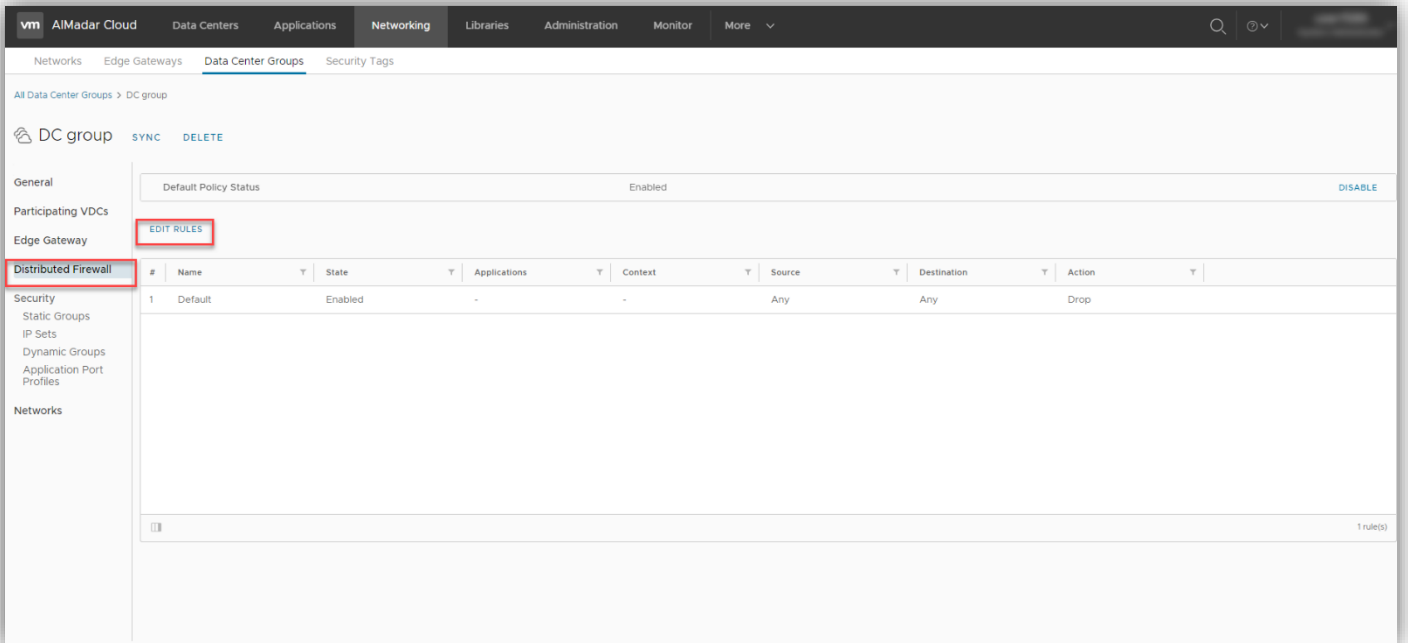 vm AlMadar Cloud Data Centers Applications Networking Libraries Administration Monitor More
Networks Edge Gateways Data Center Groups Security Tags
All Data Center Groups > DC group
DC group SYNC DELETE
General
Participating VDCs
Edge Gateway
Distributed Firewall
Security
Static Groups
IP Sets
Dynamic Groups
Application Port
Profiles
Networks
Default Policy Status Enabled DISABLE
EDIT RULES
# Name State Applications Context Source Destination Action
1 Default Enabled - - Any Any Drop
1 rule(s)